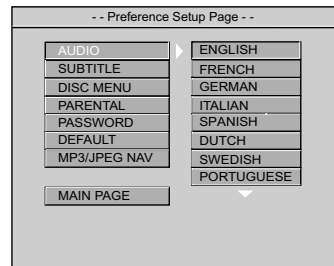 - - Preference Setup Page - -
AUDIO
SUBTITLE
DISC MENU
PARENTAL
PASSWORD
DEFAULT
MP3/JPEG NAV
MAIN PAGE
ENGLISH
FRENCH
GERMAN
ITALIAN
SPANISH
DUTCH
SWEDISH
PORTUGUESE